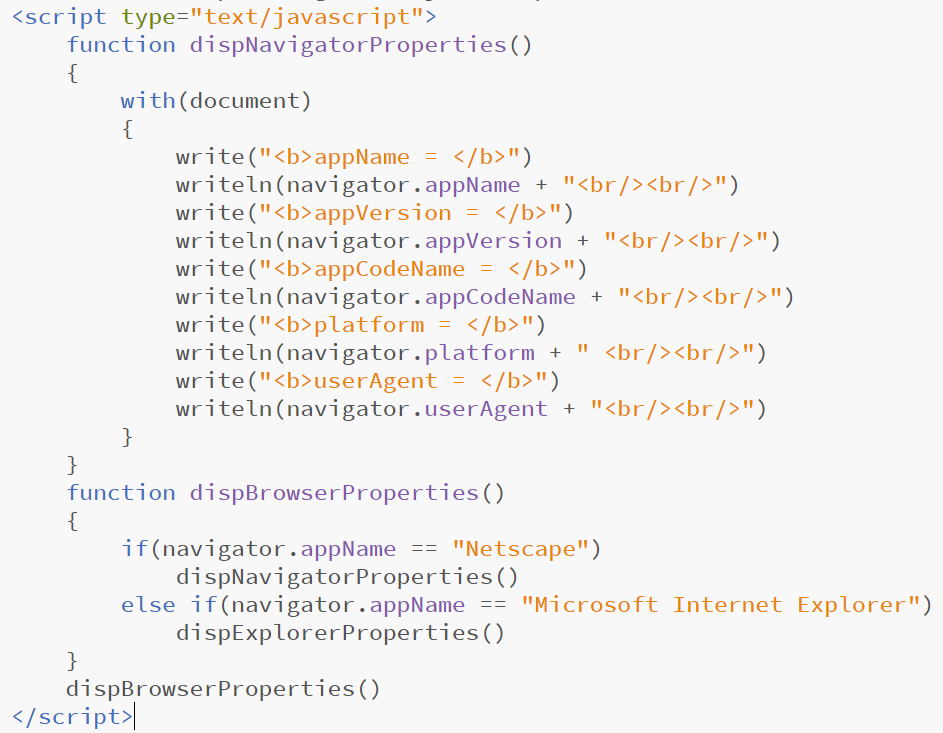 <script type="text/javascript">
    function dispNavigatorProperties()
    {
        with(document)
        {
            write("<b>appName = </b>")
            writeln(navigator.appName + "<br/><br/>")
            write("<b>appVersion = </b>")
            writeln(navigator.appVersion + "<br/><br/>")
            write("<b>appCodeName = </b>")
            writeln(navigator.appCodeName + "<br/><br/>")
            write("<b>platform = </b>")
            writeln(navigator.platform + " <br/><br/>")
            write("<b>userAgent = </b>")
            writeln(navigator.userAgent + "<br/><br/>")
        }
    }
    function dispBrowserProperties()
    {
        if(navigator.appName == "Netscape")
            dispNavigatorProperties()
        else if(navigator.appName == "Microsoft Internet Explorer")
            dispExplorerProperties()
    }
    dispBrowserProperties()
</script>